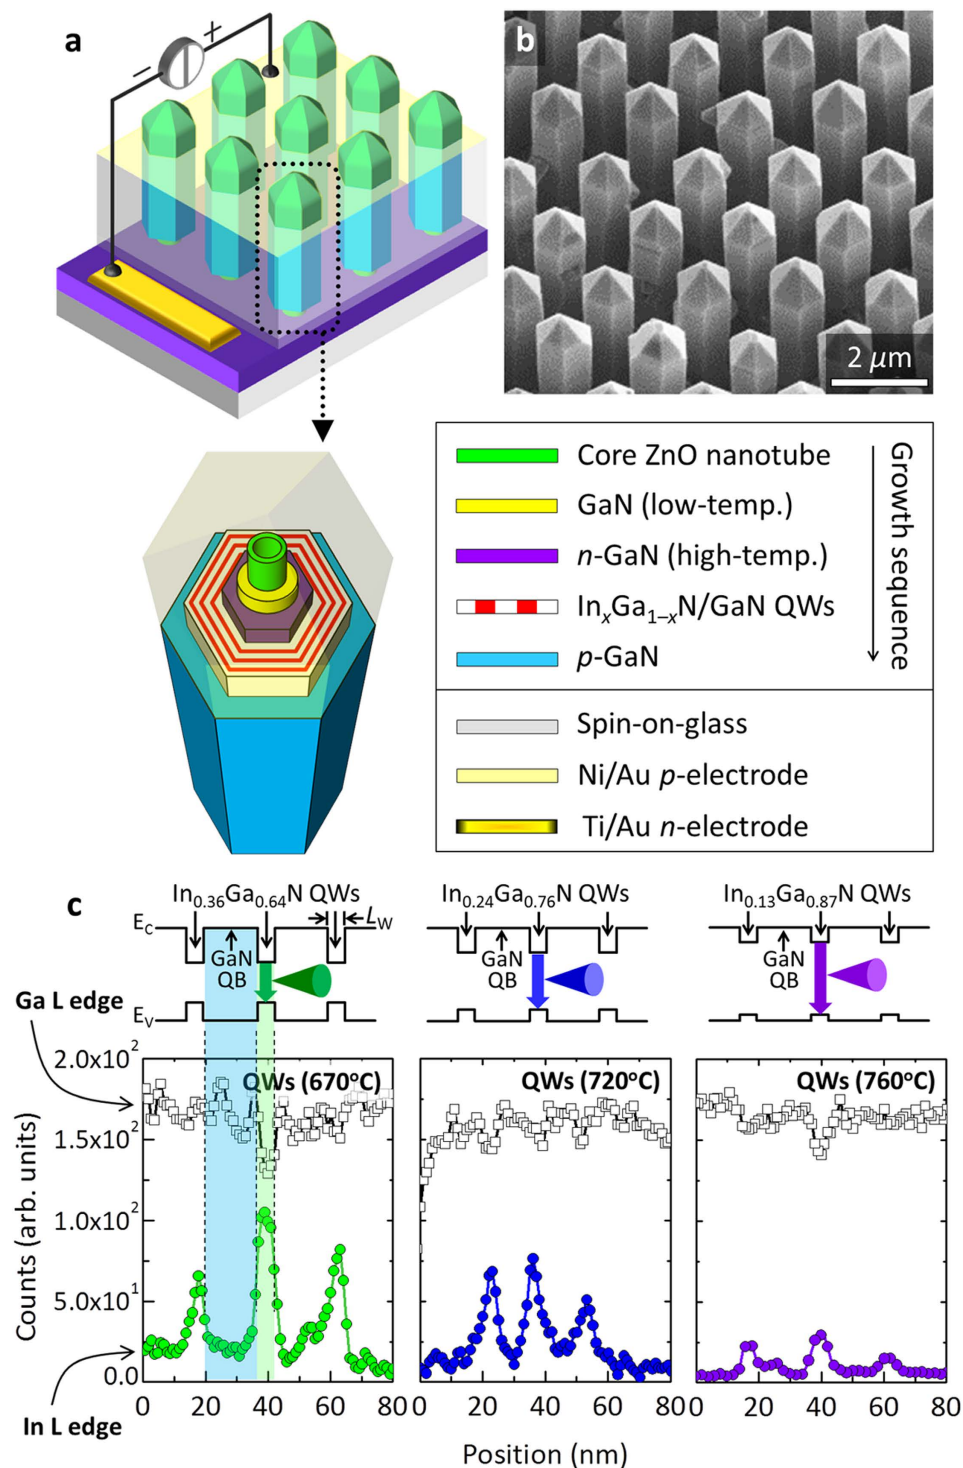 a
+
−
b
2 μm
Core ZnO nanotube
GaN (low-temp.)
n-GaN (high-temp.)
InₓGa₁₋ₓN/GaN QWs
p-GaN
Growth sequence
Spin-on-glass
Ni/Au p-electrode
Ti/Au n-electrode
c
In₀.₃₆Ga₀.₆₄N QWs
E_C
L_W
GaN
QB
E_V
In₀.₂₄Ga₀.₇₆N QWs
GaN
QB
In₀.₁₃Ga₀.₈₇N QWs
GaN
QB
Ga L edge
In L edge
Counts (arb. units)
2.0x10²
1.5x10²
1.0x10²
5.0x10¹
0.0
QWs (670°C)
QWs (720°C)
QWs (760°C)
0 20 40 60 80
0 20 40 60 80
0 20 40 60 80
Position (nm)